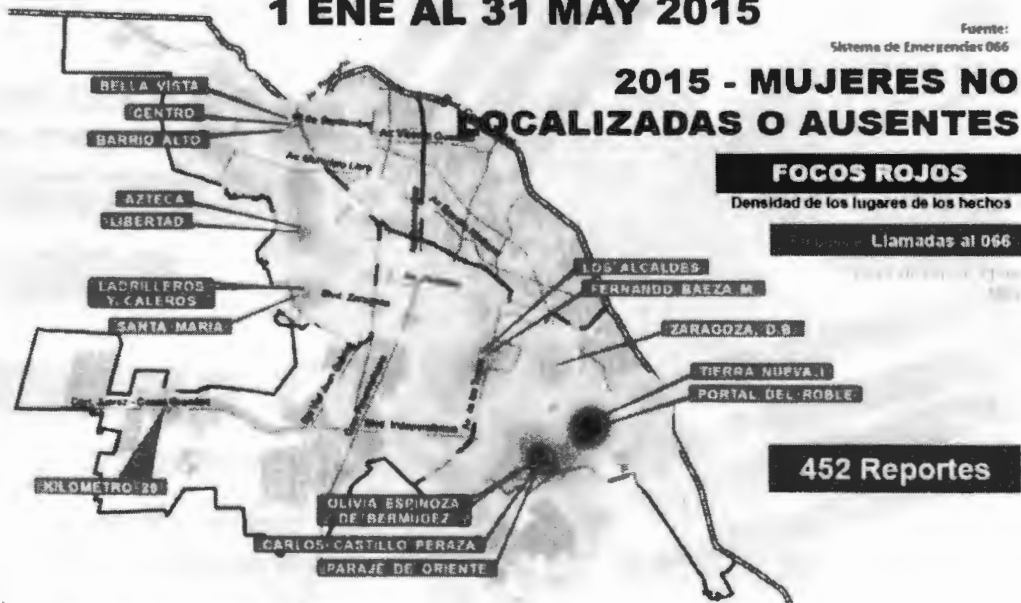 1 ENE AL 31 MAY 2015
Fuente:
Sistema de Emergencias 066
2015 - MUJERES NO
LOCALIZADAS O AUSENTES
FOCOS ROJOS
Densidad de los lugares de los hechos
Llamadas al 066
BELLA VISTA
CENTRO
BARRIO ALTO
AZTECA
LIBERTAD
LADRILLEROS
Y CALEROS
SANTA MARIA
LOS ALCALDES
FERNANDO BAEZA M.
ZARAGOZA, D.B.
TIERRA NUEVA I
PORTAL DEL ROBLE
452 Reportes
KILOMETRO 29
OLIVIA ESPINOZA
DE BERMUDEZ
CARLOS CASTILLO PERAZA
PARAJE DE ORIENTE